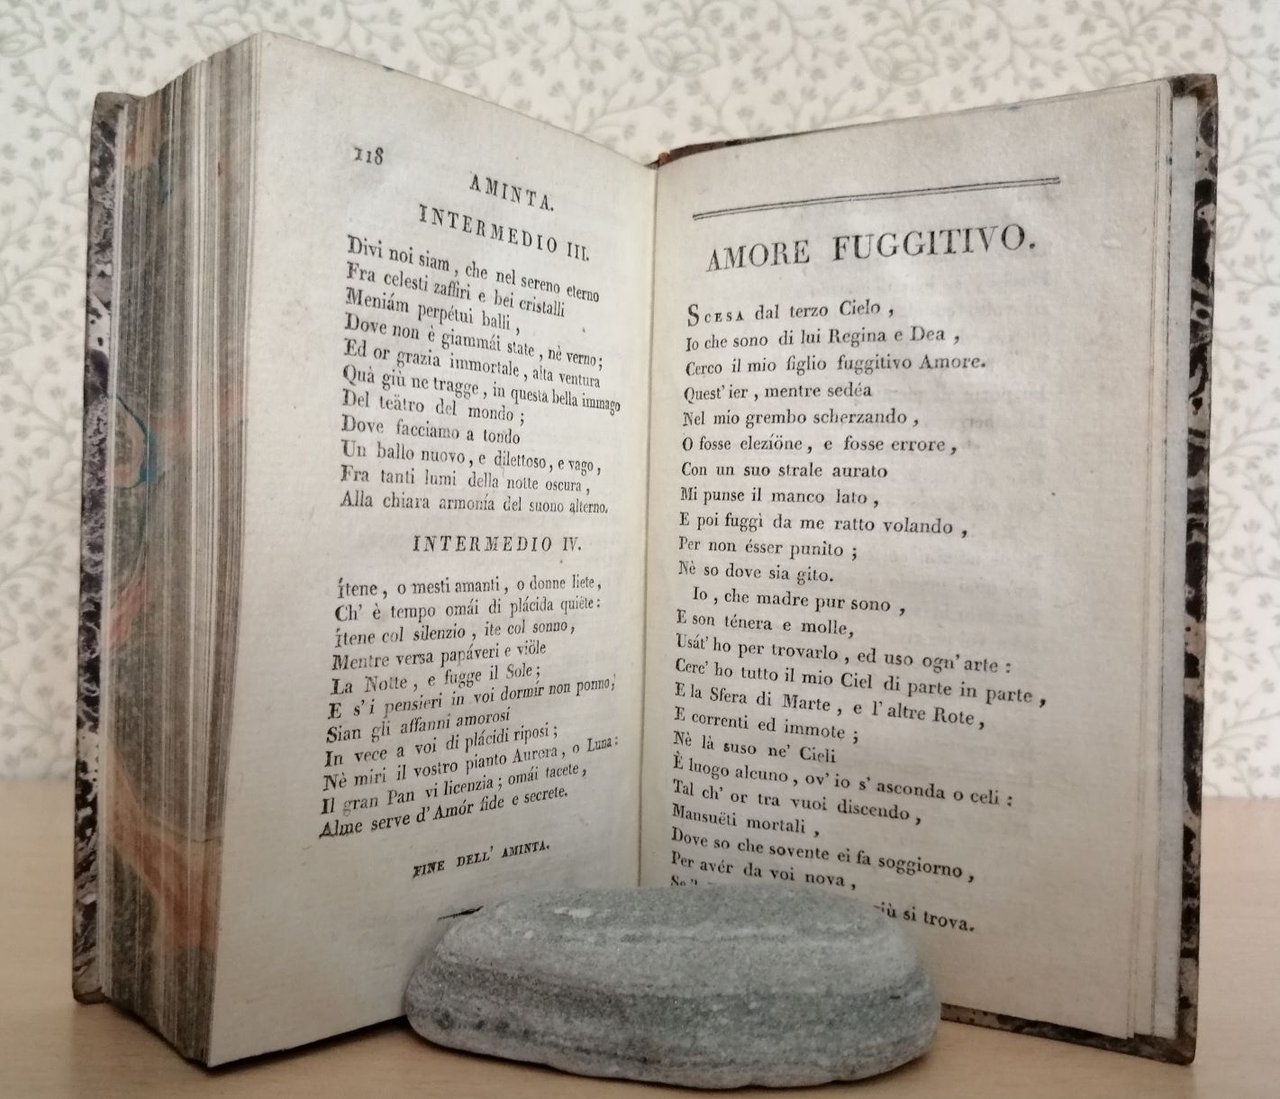 118
AMINTA.
INTERMEDIO III.
Divi noi siam, che nel sereno eterno
Fra celesti zaffiri e bei cristalli
Meniám perpétui balli,
Dove non è giammái state, nè verno;
Ed or grazia immortale, alta ventura
Quà giù ne tragge, in questa bella immago
Del teätro del mondo;
Dove facciamo a tondo
Un ballo nuovo, e dilettoso, e vago,
Fra tanti lumi della notte oscura,
Alla chiara armonía del suono alterno.
INTERMEDIO IV.
Ítene, o mesti amanti, o donne liete,
Ch' è tempo omái di plácida quiëte:
Ítene col silenzio, ite col sonno,
Mentre versa papáveri e viöle
La Notte, e fugge il Sole;
E s' i pensieri in voi dormír non ponno,
Sian gli affanni amorosi
In vece a voi di plácidi riposi;
Nè miri il vostro pianto Aurora, o Luna:
Il gran Pan vi licenzia; omái tacete,
Alme serve d' Amór fide e secrete.
FINE DELL' AMINTA.
AMORE FUGGITIVO.
SCESA dal terzo Cielo,
Io che sono di lui Regina e Dea,
Cerco il mio figlio fuggitivo Amore.
Quest' ier, mentre sedéa
Nel mio grembo scherzando,
O fosse elezíöne, e fosse errore,
Con un suo strale aurato
Mi punse il manco lato,
E poi fuggì da me ratto volando,
Per non ésser punito;
Nè so dove sia gito.
Io, che madre pur sono,
E son ténera e molle,
Usát' ho per trovarlo, ed uso ogn' arte:
Cerc' ho tutto il mio Ciel di parte in parte,
E la Sfera di Marte, e l' altre Rote,
E correnti ed immote;
Nè là suso ne' Cieli
È luogo alcuno, ov' io s' asconda o celi:
Tal ch' or tra vuoi discendo,
Mansuëti mortali,
Dove so che sovente ei fa soggiorno,
Per avér da voi nova,
Se 'l
più si trova.